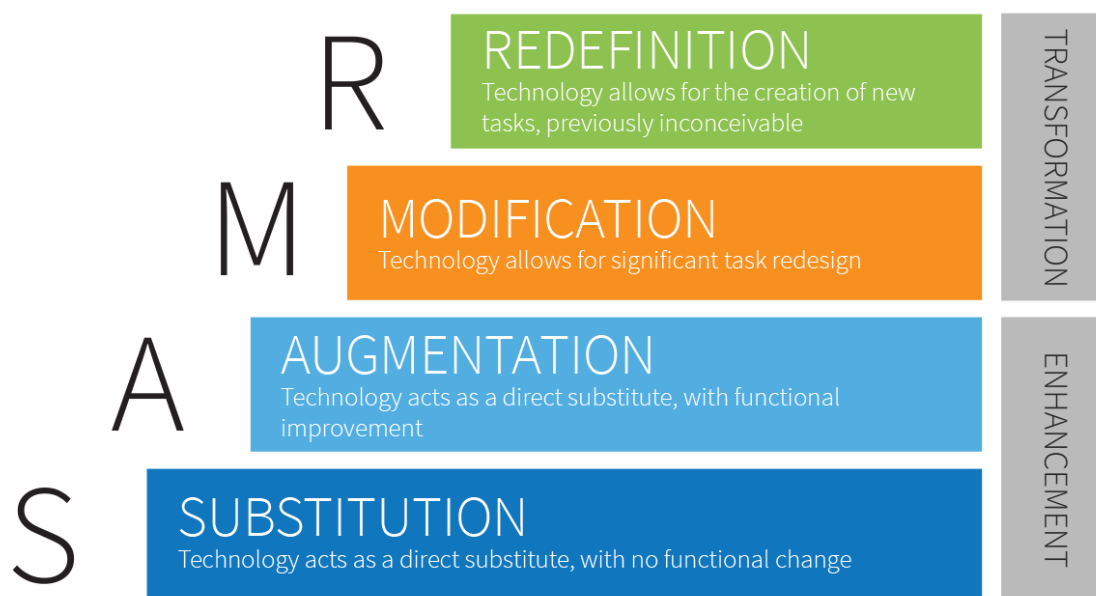 R
REDEFINITION
Technology allows for the creation of new
tasks, previously inconceivable
M
MODIFICATION
Technology allows for significant task redesign
TRANSFORMATION
A
AUGMENTATION
Technology acts as a direct substitute, with functional
improvement
S
SUBSTITUTION
Technology acts as a direct substitute, with no functional change
ENHANCEMENT